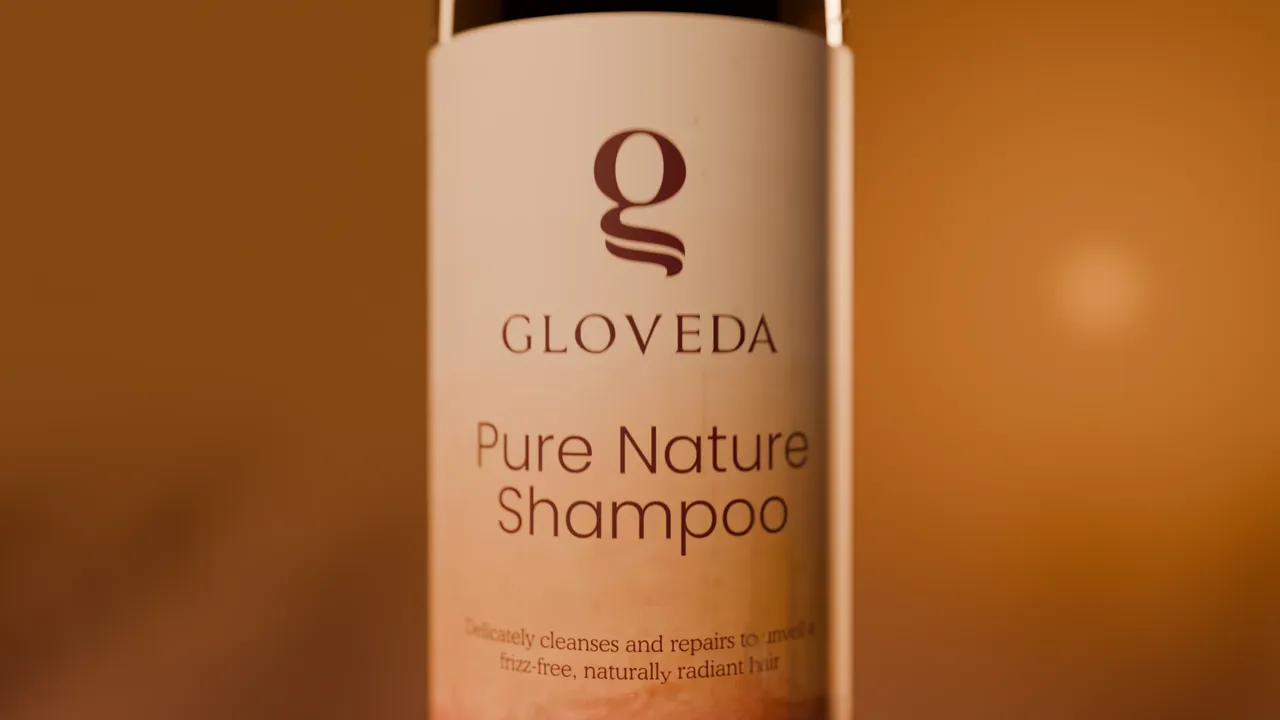 g
GLOVEDA
Pure Nature
Shampoo
Delicately cleanses and repairs to unveil a
frizz-free, naturally radiant hair